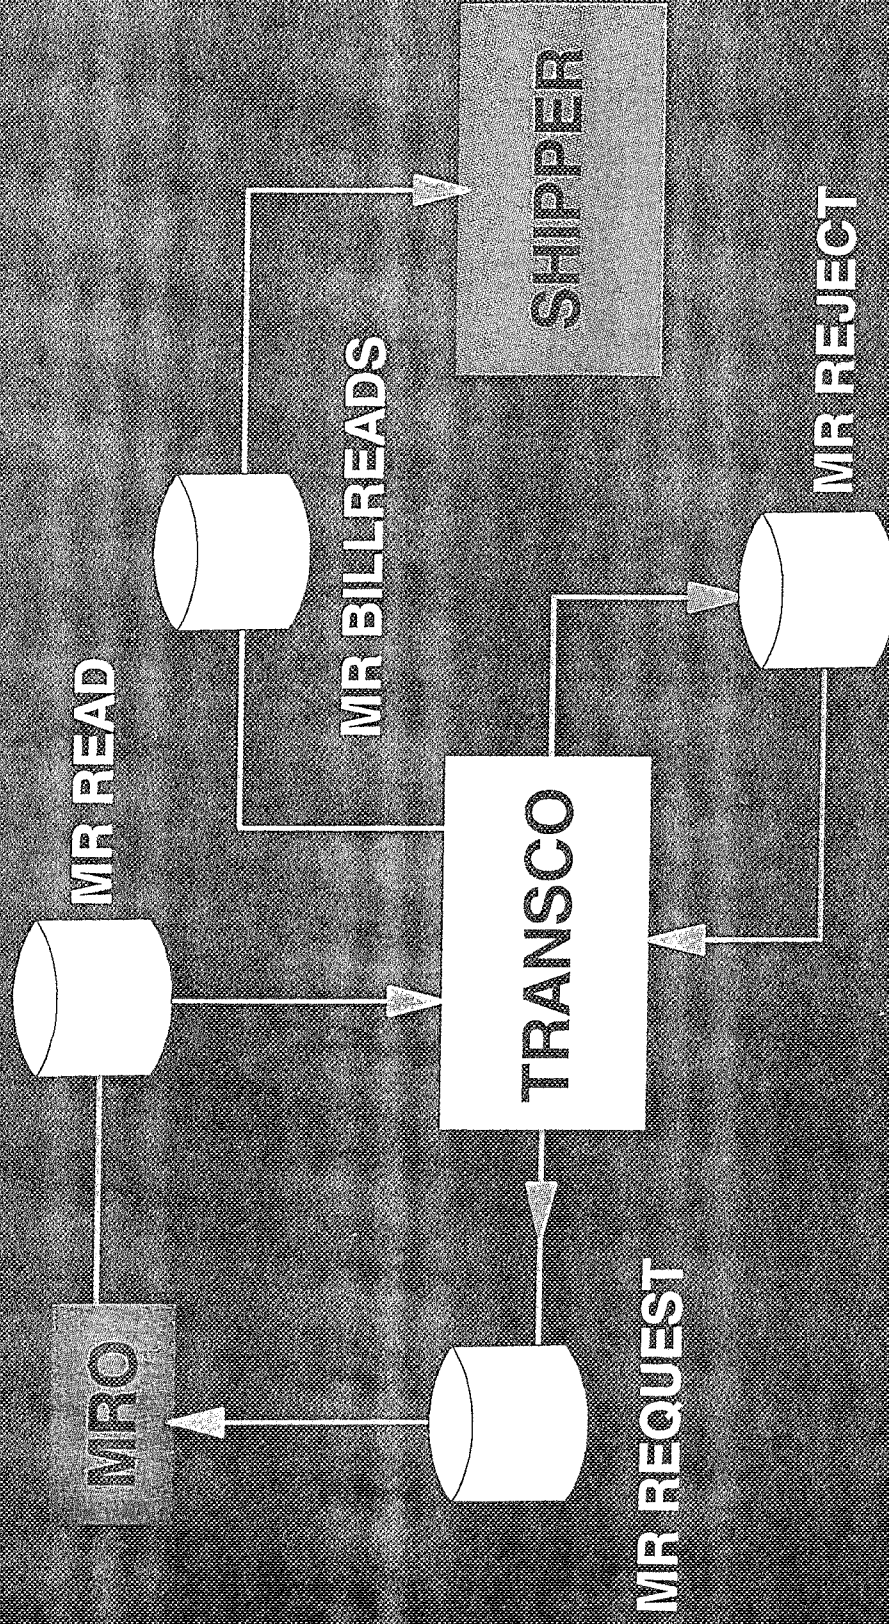 MRO
MR READ
MR BILLREADS
SHIPPER
TRANSCO
MR REQUEST
MR REJECT